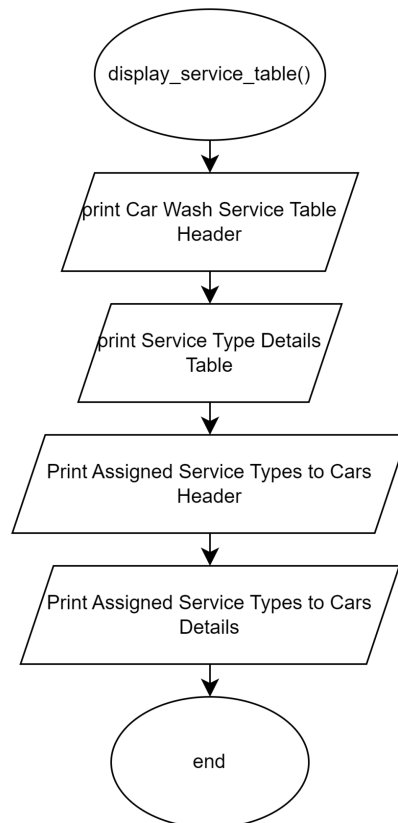 display_service_table()
print Car Wash Service Table
Header
print Service Type Details
Table
Print Assigned Service Types to Cars
Header
Print Assigned Service Types to Cars
Details
end